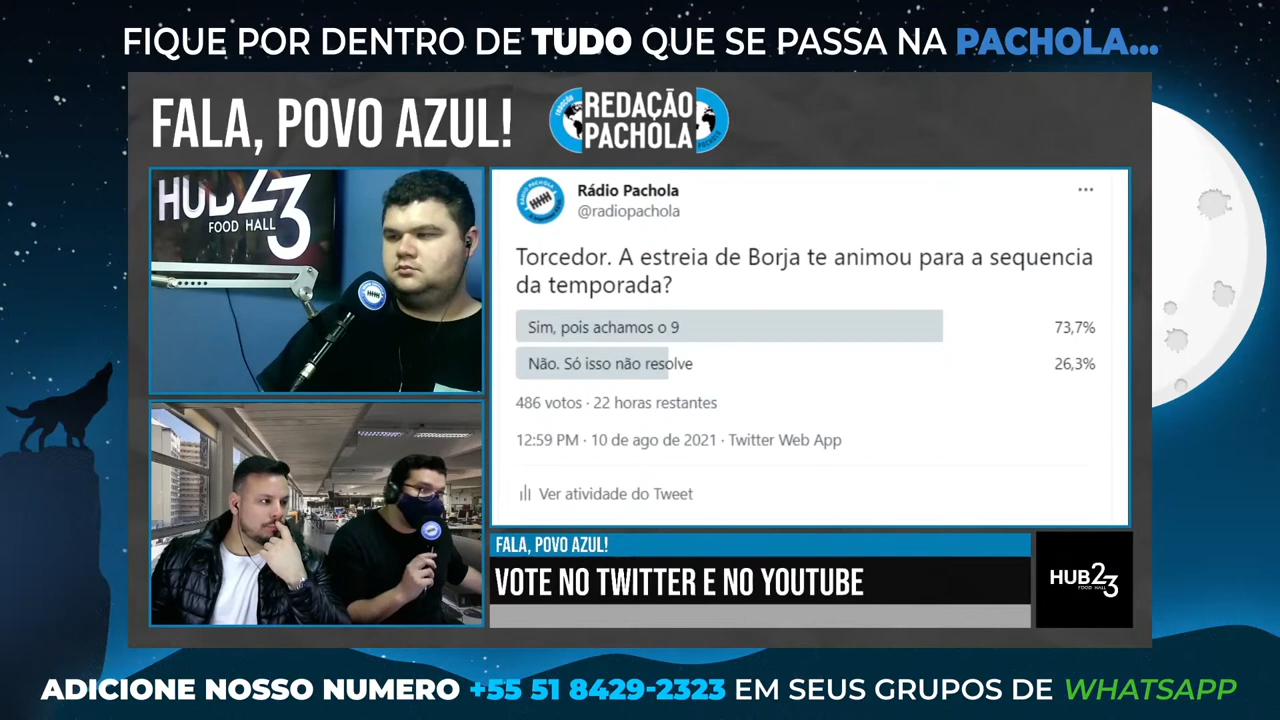 FIQUE POR DENTRO DE TUDO QUE SE PASSA NA PACHOLA...
FALA, POVO AZUL!
REDAÇÃO
PACHOLA
HUB23
FOOD HALL
Rádio Pachola
@radiopachola
Torcedor. A estreia de Borja te animou para a sequencia
da temporada?
Sim, pois achamos o 9 73,7%
Não. Só isso não resolve 26,3%
486 votos · 22 horas restantes
12:59 PM · 10 de ago de 2021 · Twitter Web App
Ver atividade do Tweet
FALA, POVO AZUL!
VOTE NO TWITTER E NO YOUTUBE
HUB23
FOOD HALL
ADICIONE NOSSO NUMERO +55 51 8429-2323 EM SEUS GRUPOS DE WHATSAPP